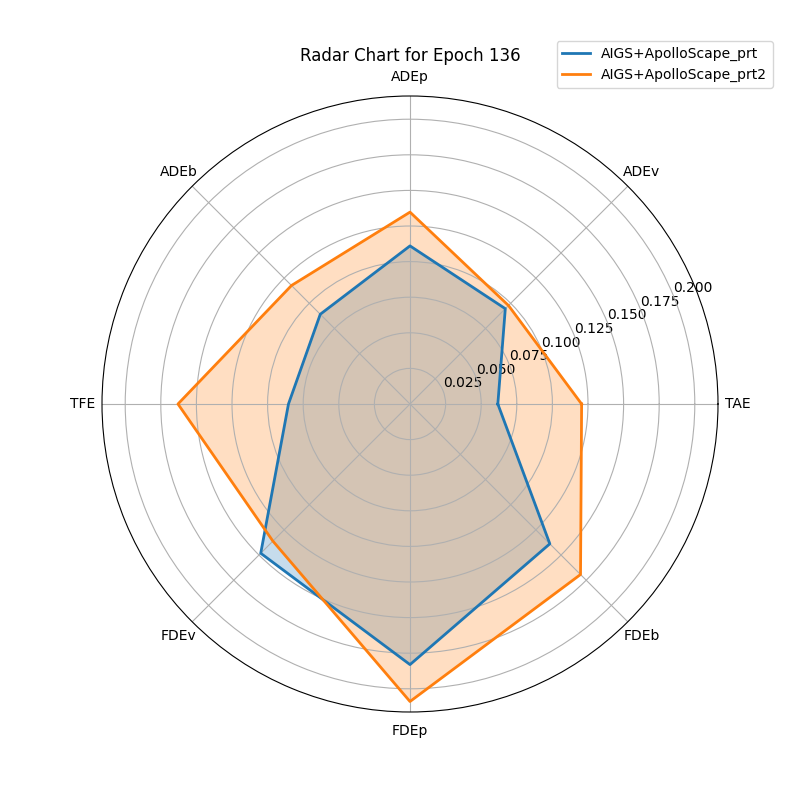 Radar Chart for Epoch 136
AIGS+ApolloScape_prt
AIGS+ApolloScape_prt2
ADEp
ADEb
ADEv
0.200
0.175
0.150
0.125
0.100
0.075
0.050
0.025
TFE
TAE
FDEv
FDEb
FDEp